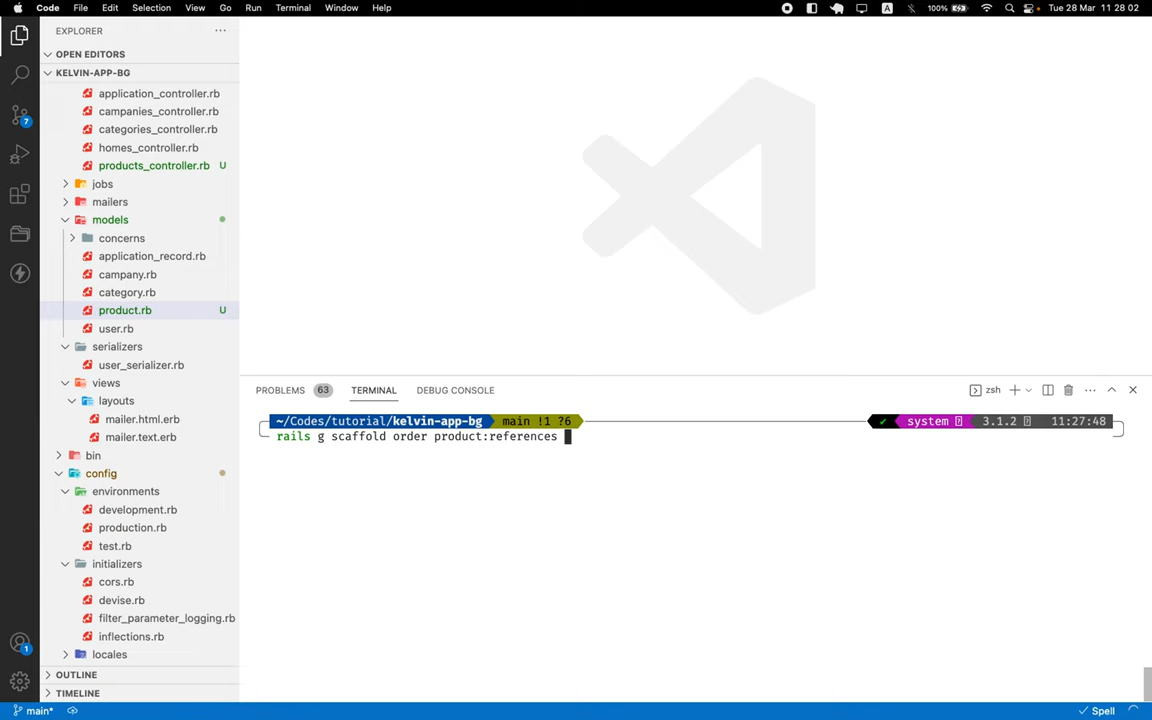 Code File Edit Selection View Go Run Terminal Window Help A 100% Tue 28 Mar 11 28 02
EXPLORER
OPEN EDITORS
KELVIN-APP-BG
application_controller.rb
campanies_controller.rb
categories_controller.rb
homes_controller.rb
products_controller.rb U
jobs
mailers
models
concerns
application_record.rb
campany.rb
category.rb
product.rb U
user.rb
serializers
user_serializer.rb
views
layouts
mailer.html.erb
mailer.text.erb
bin
config
environments
development.rb
production.rb
test.rb
initializers
cors.rb
devise.rb
filter_parameter_logging.rb
inflections.rb
locales
OUTLINE
TIMELINE
7
1
PROBLEMS 63 TERMINAL DEBUG CONSOLE zsh
~/Codes/tutorial/kelvin-app-bg main !1 ?6 ✔ system 3.1.2 11:27:48
rails g scaffold order product:references
main* Spell